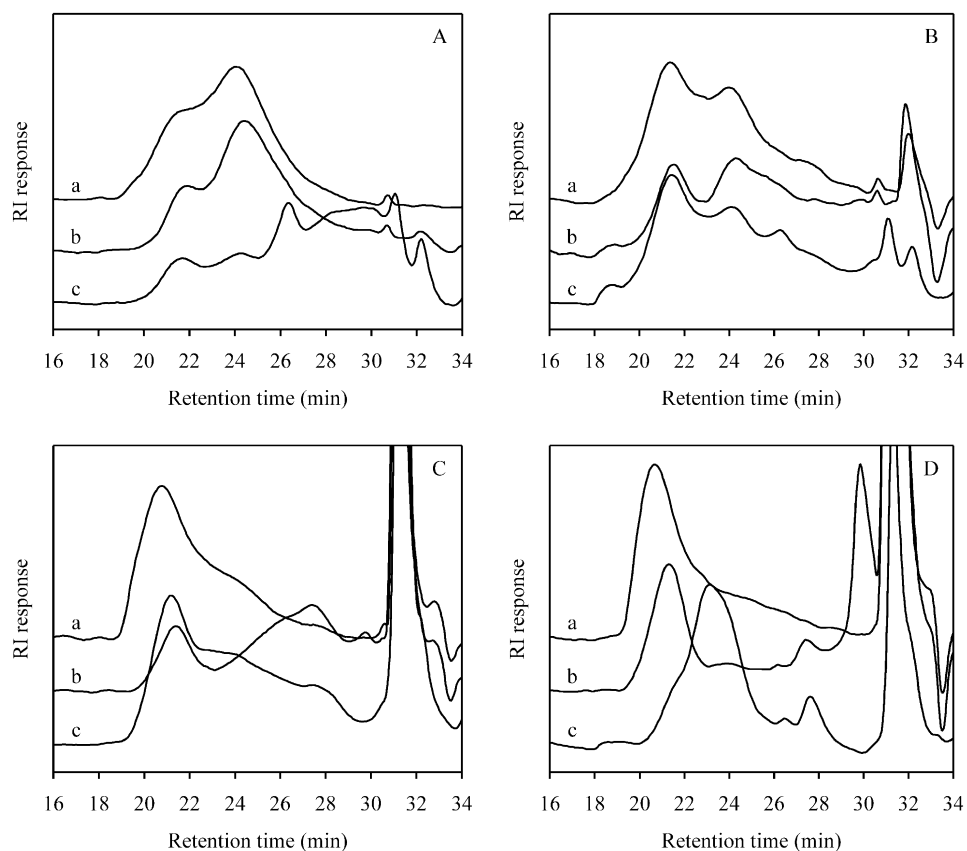 A
RI response
a
b
c
16 18 20 22 24 26 28 30 32 34
Retention time (min)
B
RI response
a
b
c
16 18 20 22 24 26 28 30 32 34
Retention time (min)
C
RI response
a
b
c
16 18 20 22 24 26 28 30 32 34
Retention time (min)
D
RI response
a
b
c
16 18 20 22 24 26 28 30 32 34
Retention time (min)